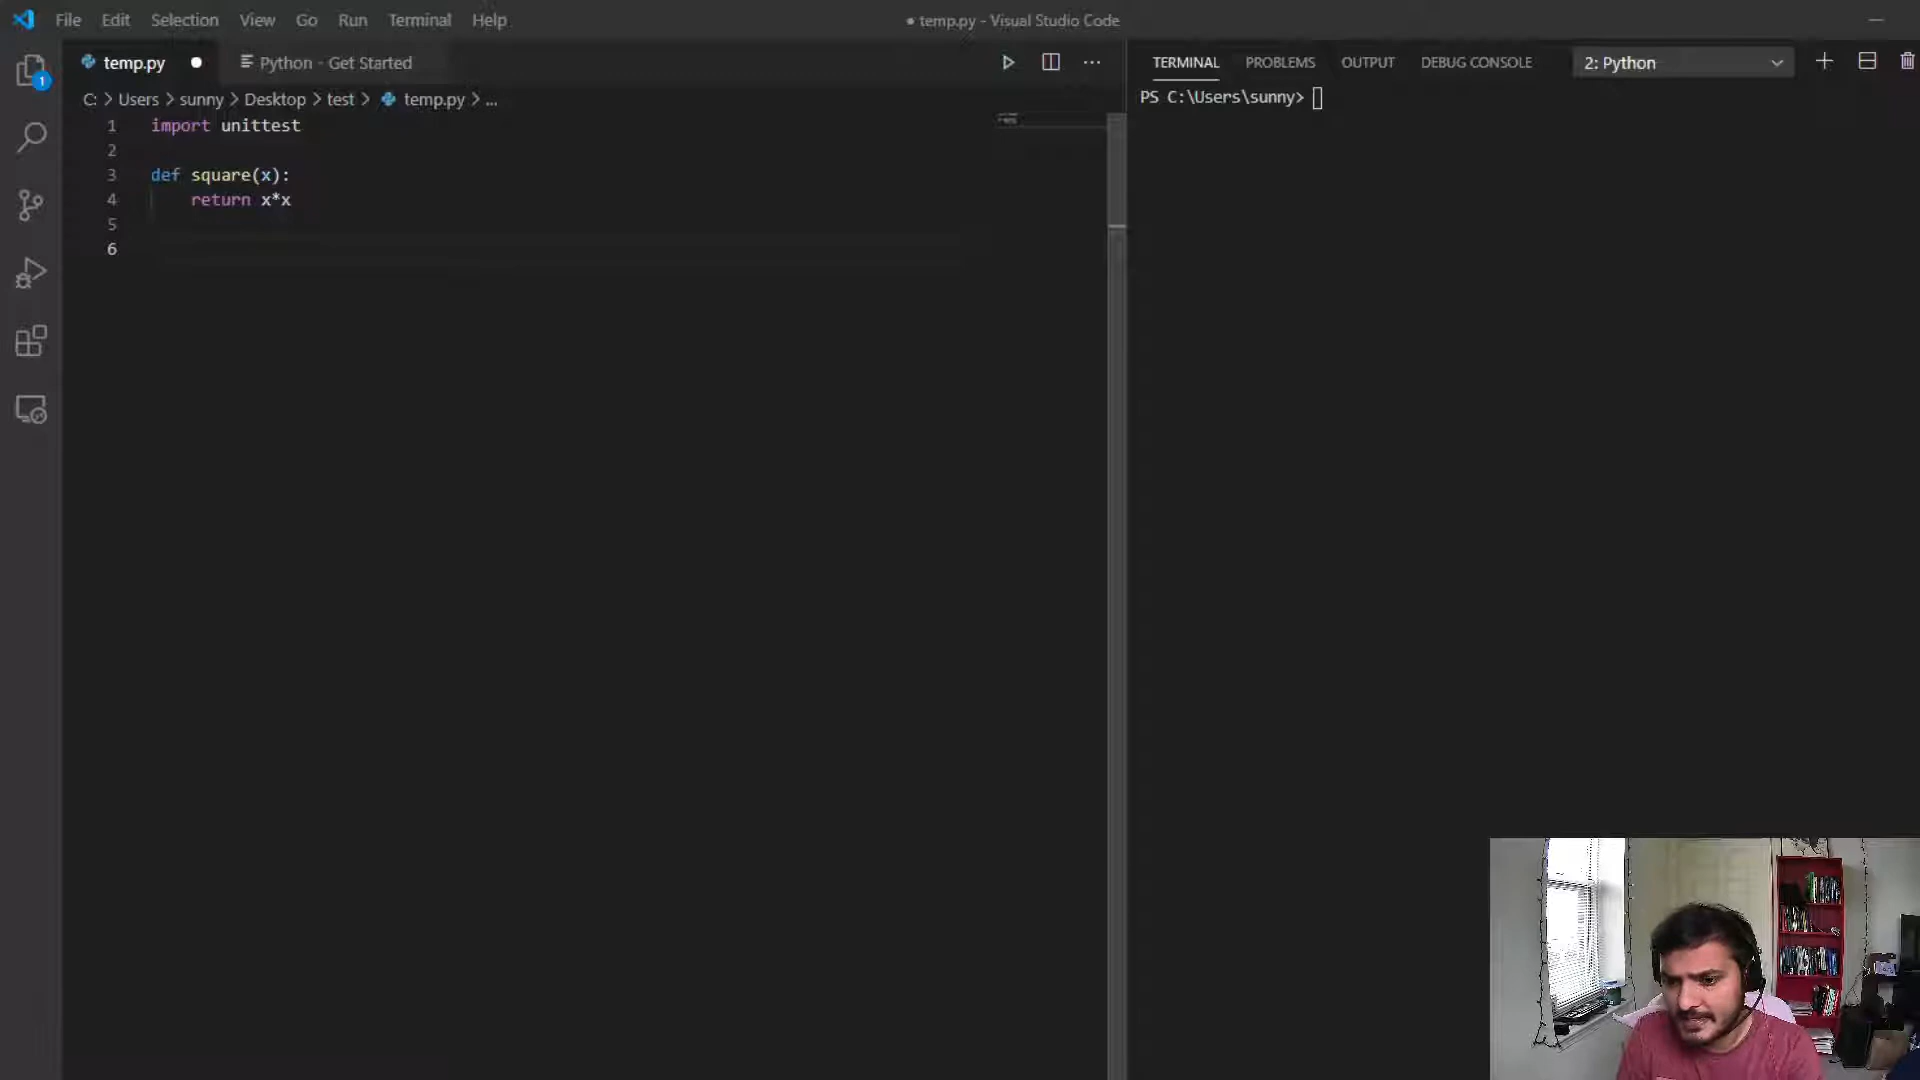 File Edit Selection View Go Run Terminal Help
● temp.py - Visual Studio Code
temp.py
Python - Get Started
TERMINAL PROBLEMS OUTPUT DEBUG CONSOLE
2: Python
1
C: > Users > sunny > Desktop > test > temp.py > ...
PS C:\Users\sunny>
1 import unittest
2
3 def square(x):
4 return x*x
5
6